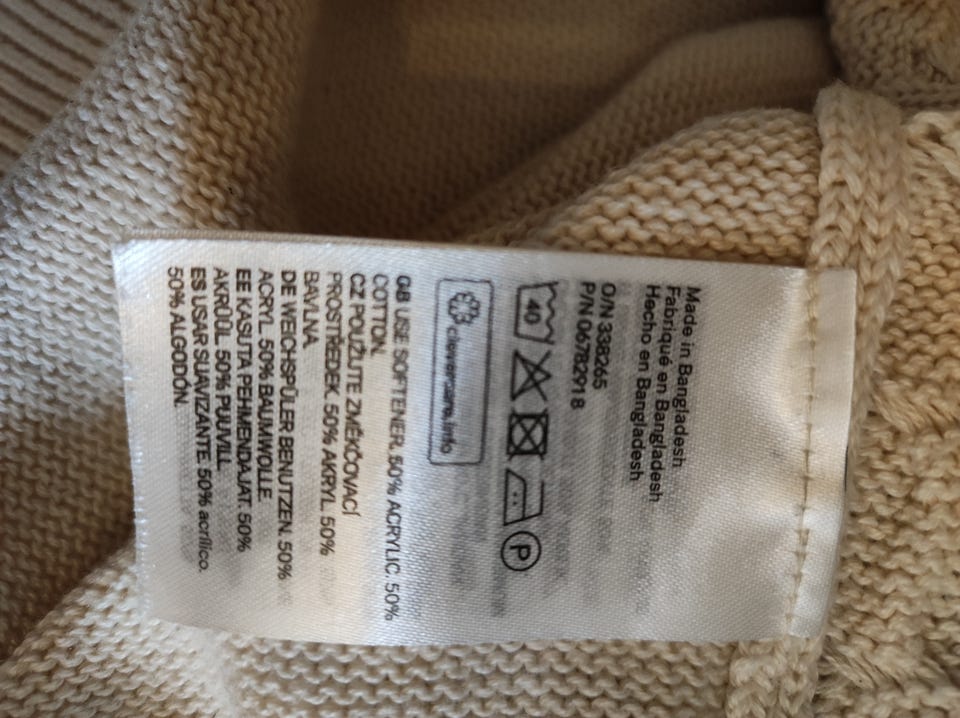 Made in Bangladesh
Fabriqué en Bangladesh
Hecho en Bangladesh
O/N 338265
P/N 0678291 8
40
P
clevercare.info
GB USE SOFTENER. 50% ACRYLIC. 50%
COTTON.
CZ POUŽIJTE ZMĚKČOVACÍ
PROSTŘEDEK. 50% AKRYL. 50%
BAVLNA.
DE WEICHSPÜLER BENUTZEN. 50%
ACRYL. 50% BAUMWOLLE.
EE KASUTA PEHMENDAJAT. 50%
AKRÜÜL. 50% PUUVILL.
ES USAR SUAVIZANTE. 50% acrílico.
50% ALGODÓN.